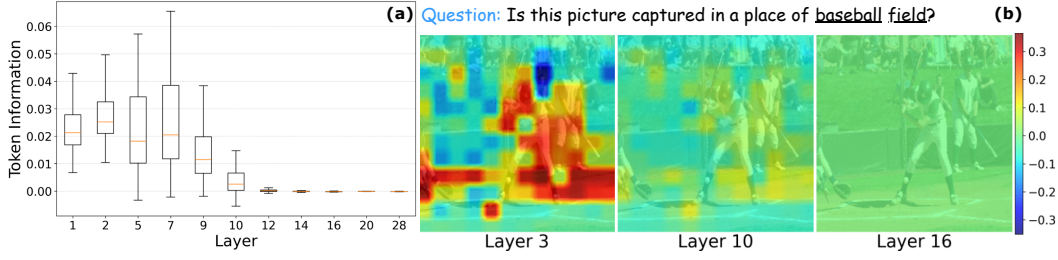 (a)
0.06
0.05
0.04
0.03
0.02
0.01
0.00
Token Information
1 2 5 7 9 10 12 14 16 20 28
Layer
Question: Is this picture captured in a place of baseball field?
(b)
Layer 3
Layer 10
Layer 16
0.3
0.2
0.1
0.0
−0.1
−0.2
−0.3